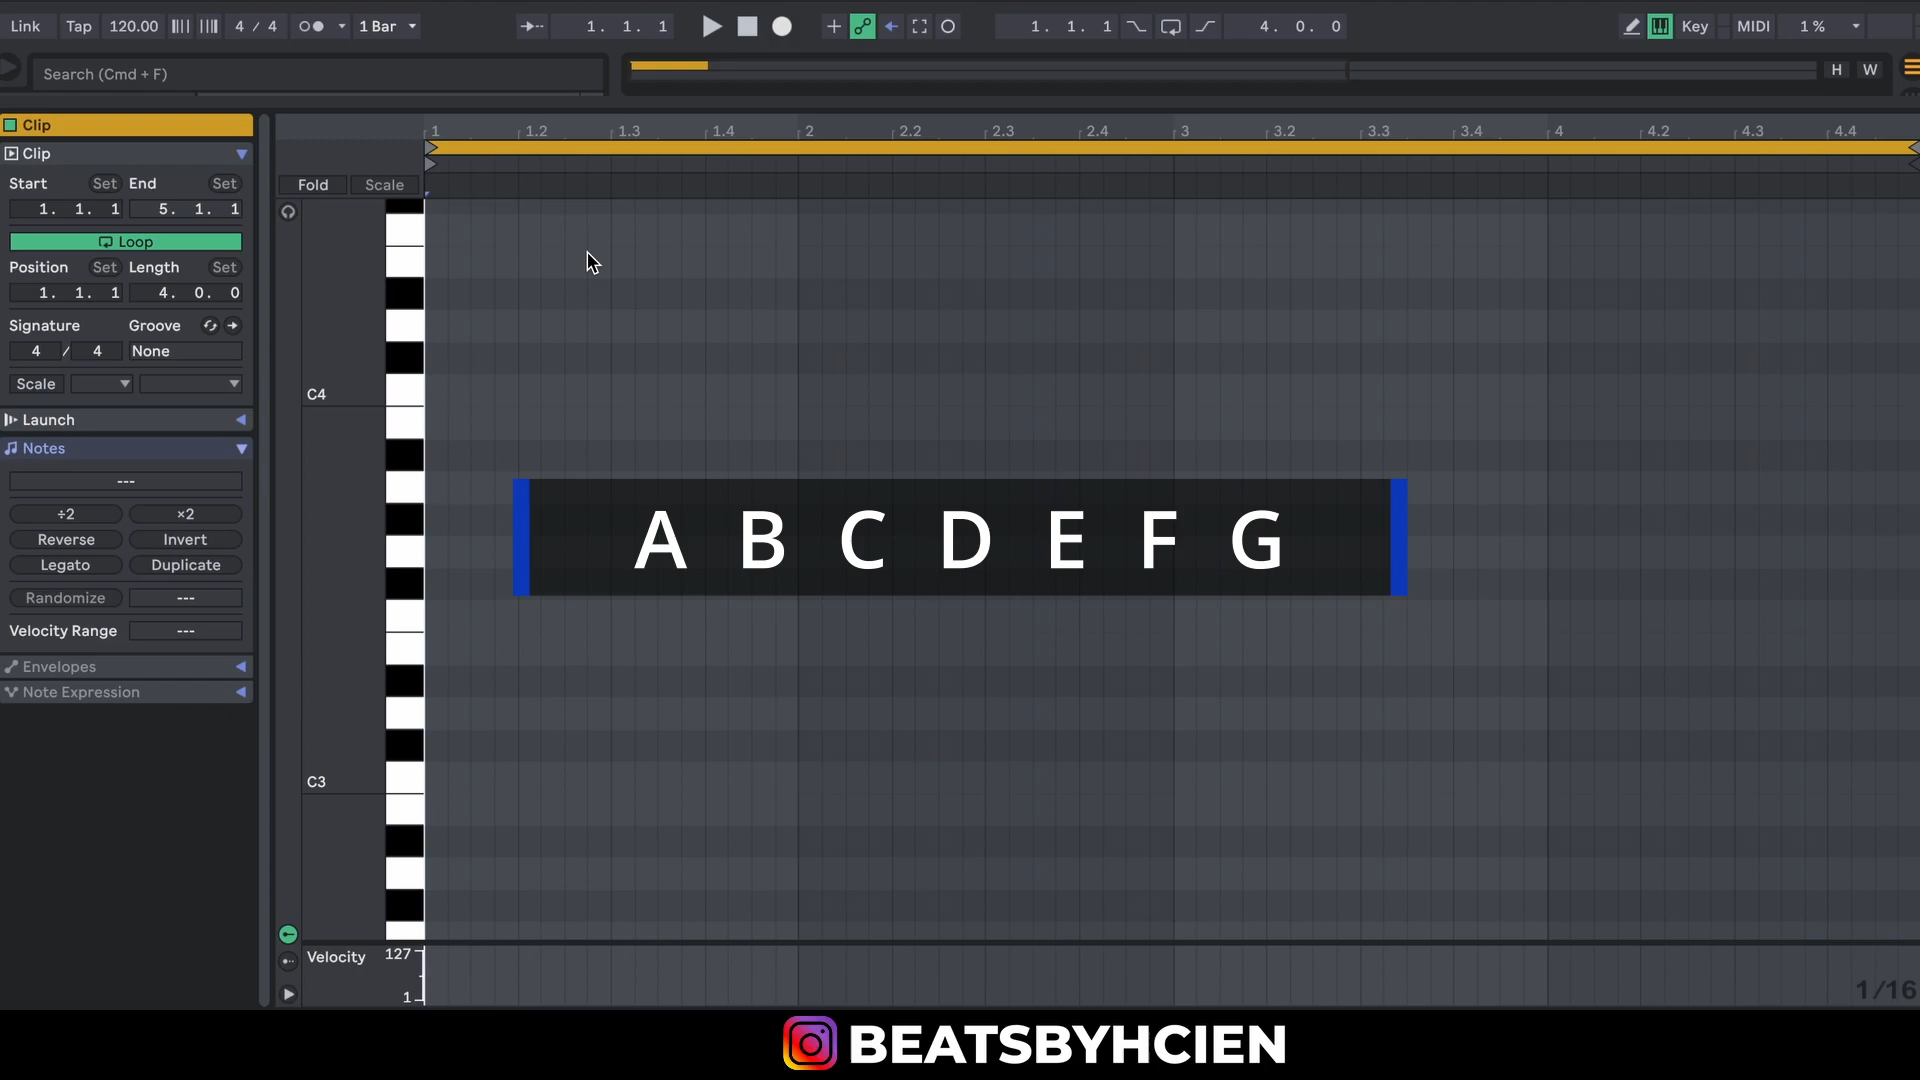 Link Tap 120.00 4 / 4 1 Bar 1. 1. 1 1. 1. 1 4. 0. 0 Key MIDI 1 %
Search (Cmd + F) H W
Clip
Clip
Start Set End Set
1. 1. 1 5. 1. 1
Loop
Position Set Length Set
1. 1. 1 4. 0. 0
Signature Groove
4 / 4 None
Scale
Launch
Notes
---
÷2 ×2
Reverse Invert
Legato Duplicate
Randomize ---
Velocity Range ---
Envelopes
Note Expression
1 1.2 1.3 1.4 2 2.2 2.3 2.4 3 3.2 3.3 3.4 4 4.2 4.3 4.4
Fold Scale
C4
A B C D E F G
C3
Velocity 127
1
1/16
BEATSBYHCIEN